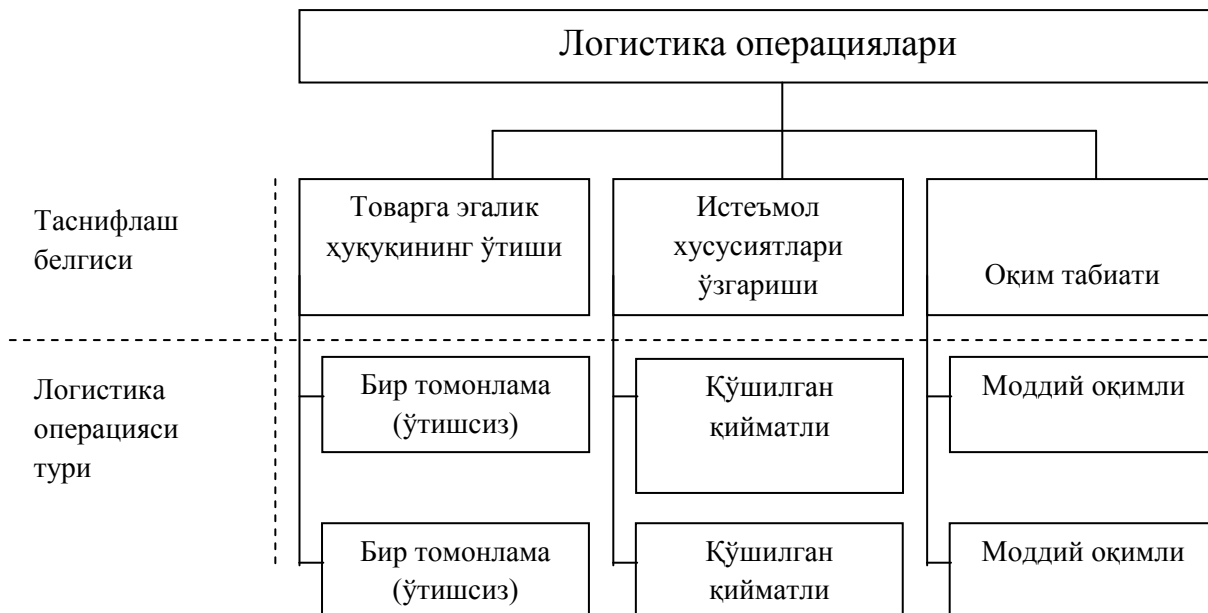 Логистика операциялари
Таснифлаш
белгиси
Товарга эгалик
ҳуқуқининг ўтиши
Истеъмол
хусусиятлари
ўзгариши
Оқим табиати
Логистика
операцияси
тури
Бир томонлама
(ўтишсиз)
Қўшилган
қийматли
Моддий оқимли
Бир томонлама
(ўтишсиз)
Қўшилган
қийматли
Моддий оқимли